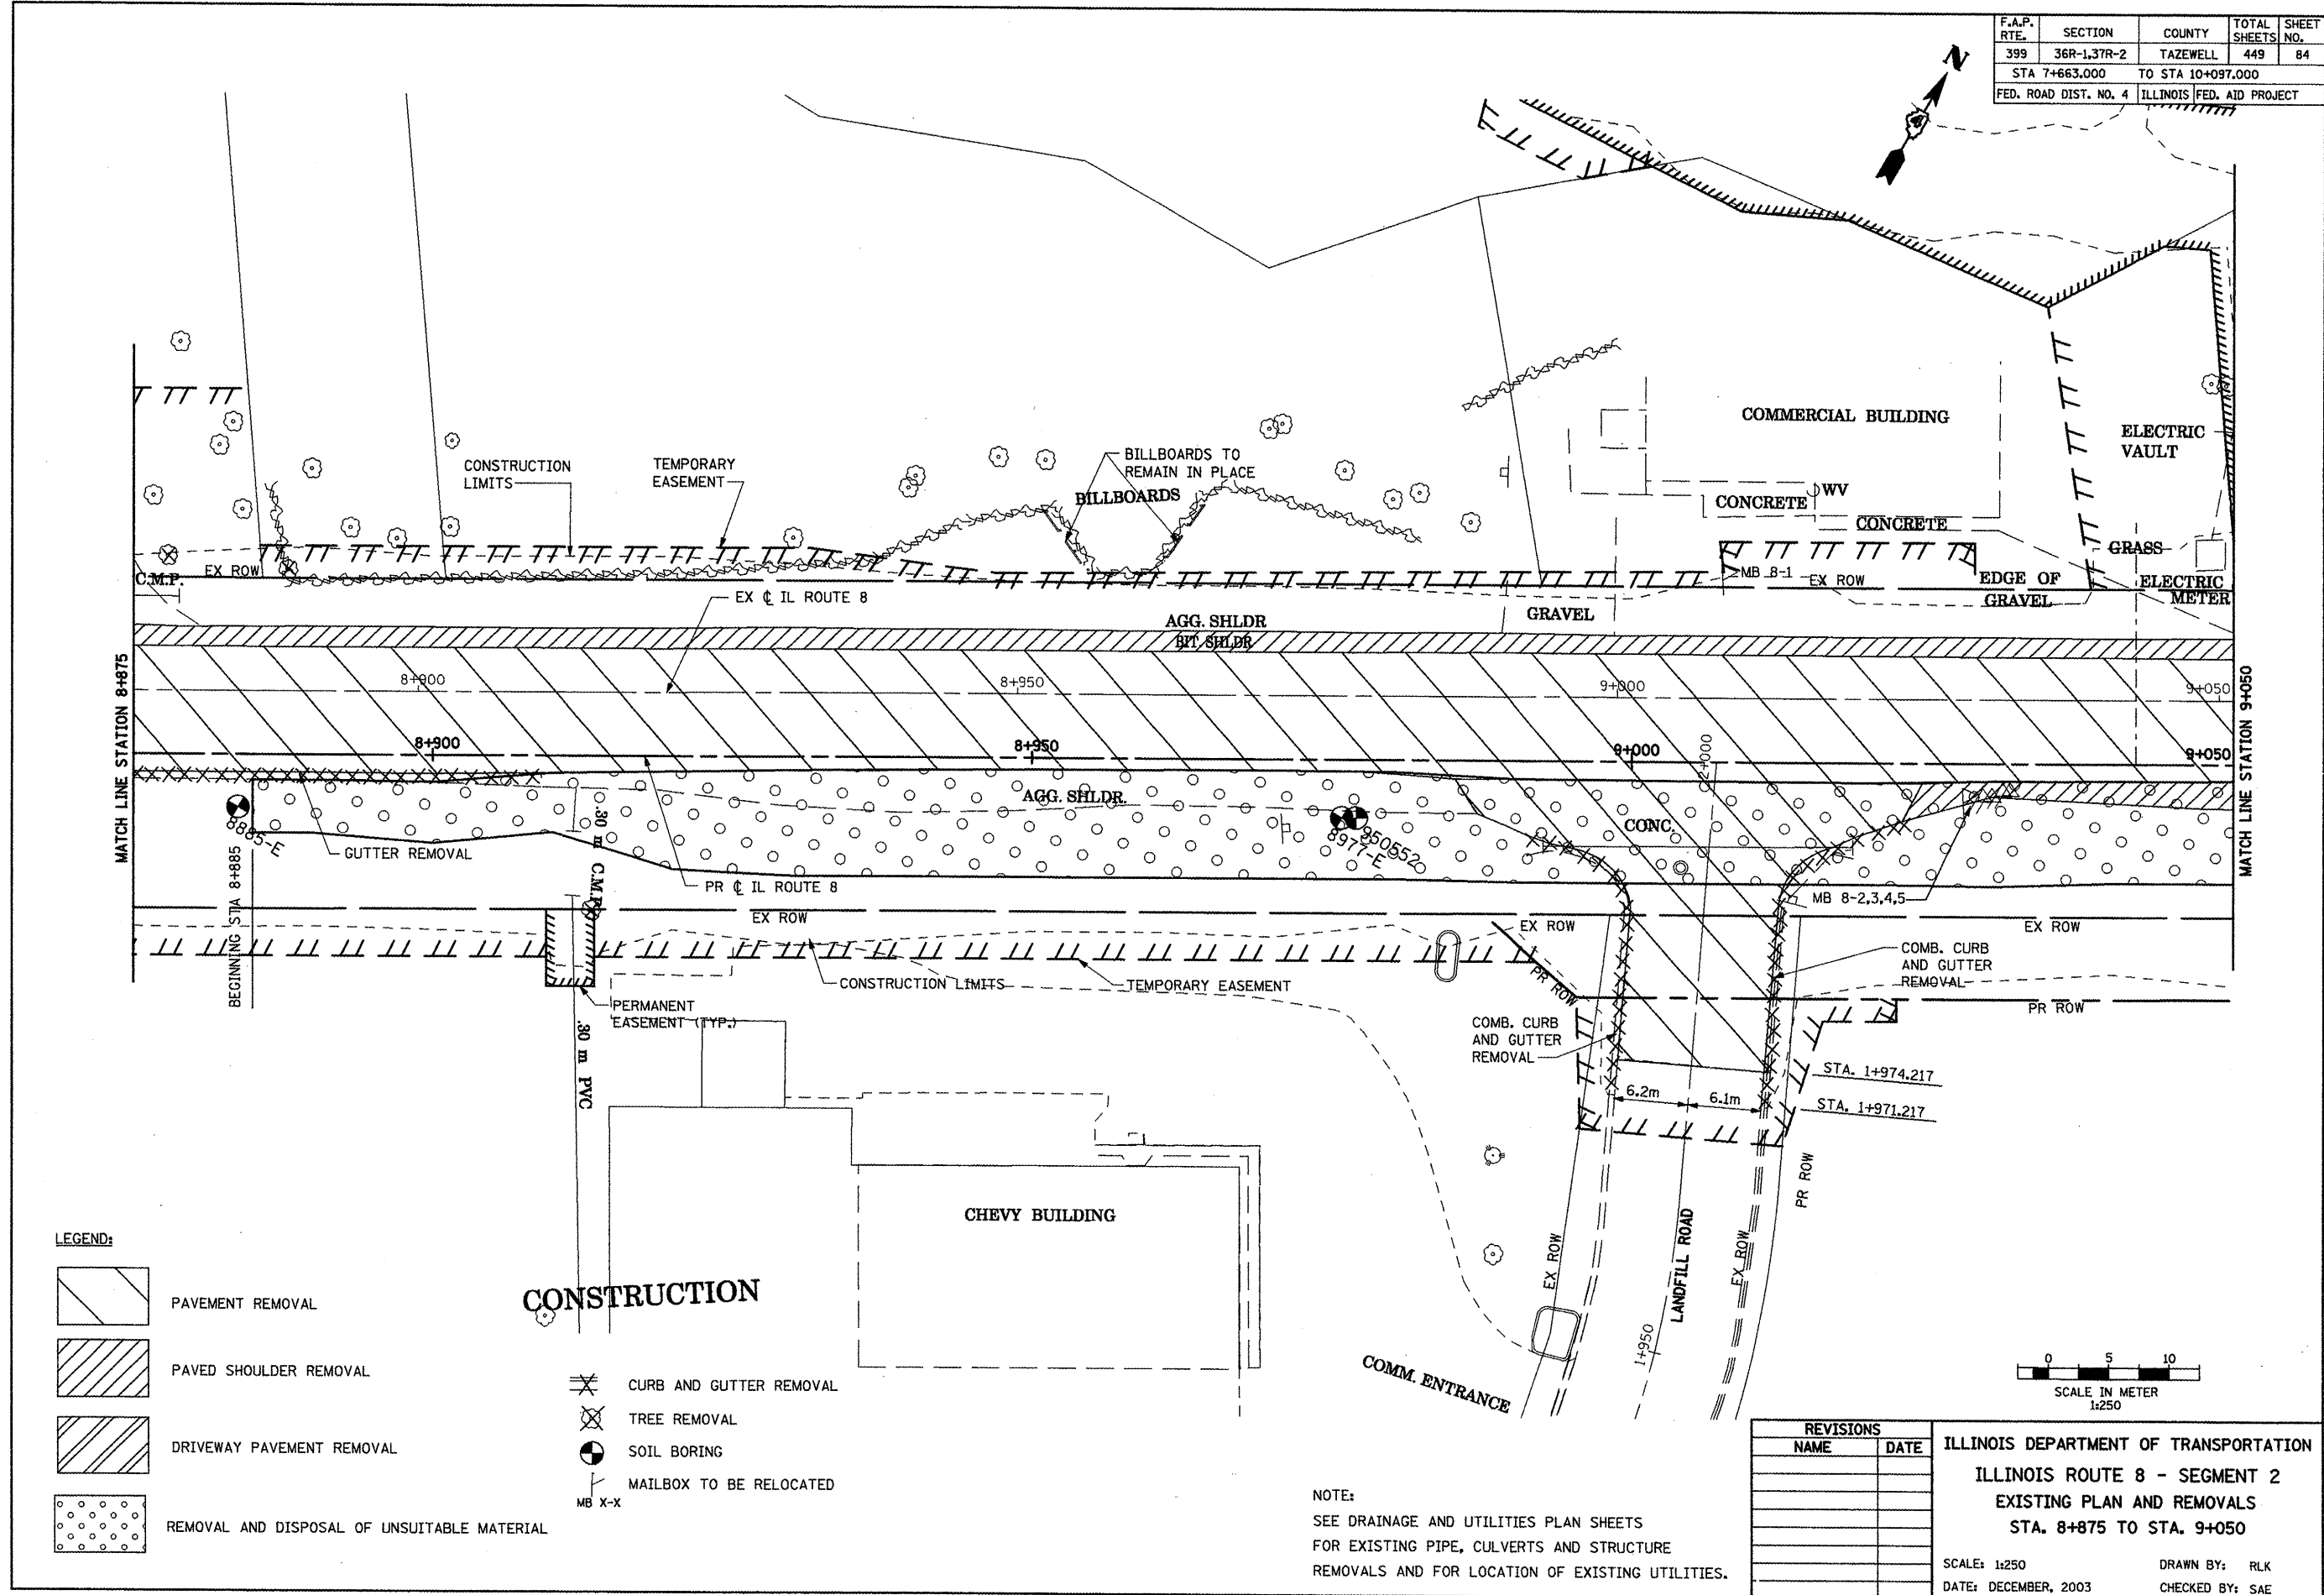 F.A.P. RTE. SECTION COUNTY TOTAL SHEETS SHEET NO.
399 36R-1,37R-2 TAZEWELL 449 84
STA 7+663.000 TO STA 10+097.000
FED. ROAD DIST. NO. 4 ILLINOIS FED. AID PROJECT
N
COMMERCIAL BUILDING
ELECTRIC
VAULT
CONSTRUCTION
LIMITS
TEMPORARY
EASEMENT
BILLBOARDS TO
REMAIN IN PLACE
BILLBOARDS
WV
CONCRETE
CONCRETE
GRASS
C.M.P.
EX ROW
MB 8-1
EX ROW
EDGE OF
GRAVEL
ELECTRIC
METER
EX ℄ IL ROUTE 8
AGG. SHLDR
BIT. SHLDR
GRAVEL
MATCH LINE STATION 8+875
MATCH LINE STATION 9+050
8+900
8+950
9+000
9+050
8+900
8+950
9+000
9+050
2+000
AGG. SHLDR.
CONC.
8885-E
GUTTER REMOVAL
.30 m C.M.P.
8977-E
950552
BEGINNING STA 8+885
PR ℄ IL ROUTE 8
MB 8-2,3,4,5
EX ROW
EX ROW
EX ROW
PR ROW
CONSTRUCTION LIMITS
TEMPORARY EASEMENT
COMB. CURB
AND GUTTER
REMOVAL
PERMANENT
EASEMENT (TYP.)
PR ROW
COMB. CURB
AND GUTTER
REMOVAL
.30 m PVC
STA. 1+974.217
6.2m
6.1m
STA. 1+971.217
PR ROW
CHEVY BUILDING
EX ROW
LANDFILL ROAD
EX ROW
1+950
COMM. ENTRANCE
CONSTRUCTION
LEGEND:
PAVEMENT REMOVAL
PAVED SHOULDER REMOVAL
DRIVEWAY PAVEMENT REMOVAL
REMOVAL AND DISPOSAL OF UNSUITABLE MATERIAL
CURB AND GUTTER REMOVAL
TREE REMOVAL
SOIL BORING
MAILBOX TO BE RELOCATED
MB X-X
NOTE:
SEE DRAINAGE AND UTILITIES PLAN SHEETS
FOR EXISTING PIPE, CULVERTS AND STRUCTURE
REMOVALS AND FOR LOCATION OF EXISTING UTILITIES.
0 5 10
SCALE IN METER
1:250
REVISIONS
NAME DATE
ILLINOIS DEPARTMENT OF TRANSPORTATION
ILLINOIS ROUTE 8 - SEGMENT 2
EXISTING PLAN AND REMOVALS
STA. 8+875 TO STA. 9+050
SCALE: 1:250 DRAWN BY: RLK
DATE: DECEMBER, 2003 CHECKED BY: SAE